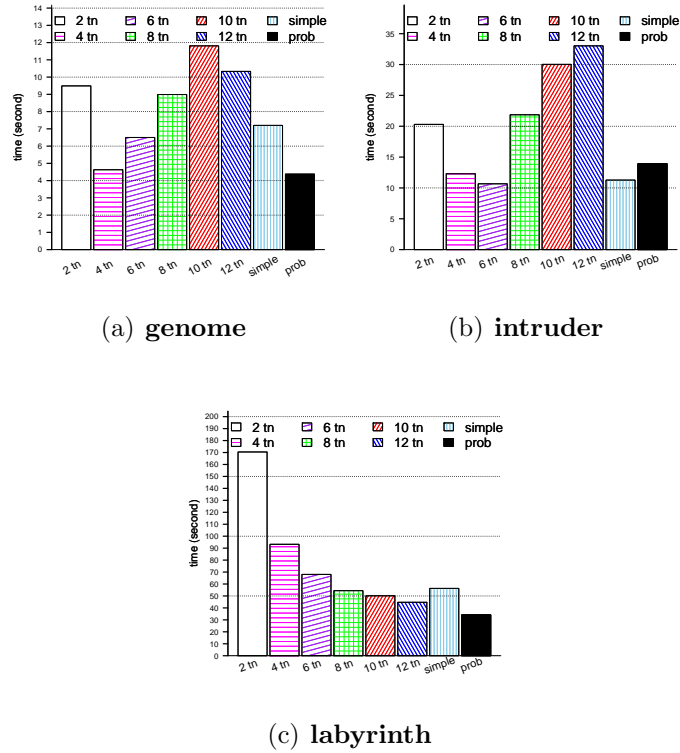 14
13
12
11
10
9
8
7
6
5
4
3
2
1
0
time (second)
2 tn 6 tn 10 tn simple
4 tn 8 tn 12 tn prob
2 tn 4 tn 6 tn 8 tn 10 tn 12 tn simple prob
(a) genome
35
30
25
20
15
10
5
0
time (second)
2 tn 6 tn 10 tn simple
4 tn 8 tn 12 tn prob
2 tn 4 tn 6 tn 8 tn 10 tn 12 tn simple prob
(b) intruder
200
190
180
170
160
150
140
130
120
110
100
90
80
70
60
50
40
30
20
10
0
time (second)
2 tn 6 tn 10 tn simple
4 tn 8 tn 12 tn prob
2 tn 4 tn 6 tn 8 tn 10 tn 12 tn simple prob
(c) labyrinth